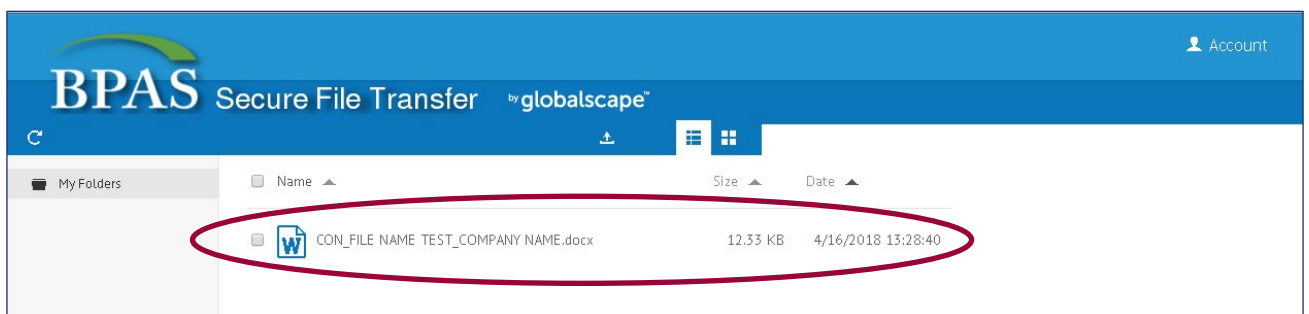 Account
BPAS Secure File Transfer by globalscape™
My Folders
Name Size Date
W CON_FILE NAME TEST_COMPANY NAME.docx 12.33 KB 4/16/2018 13:28:40